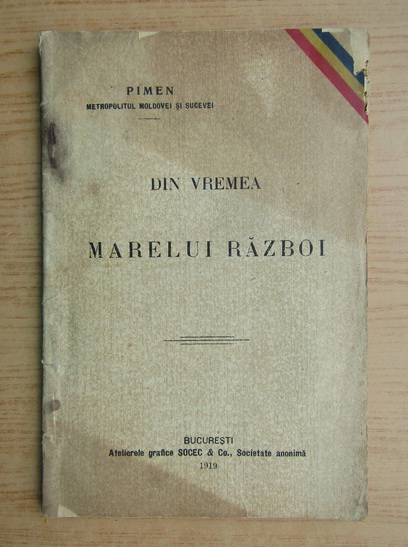 PIMEN
METROPOLITUL MOLDOVEI ȘI SUCEVEI
DIN VREMEA
MARELUI RĂZBOI
BUCUREȘTI
Atelierele grafice SOCEC & Co., Societate anonimă
1919